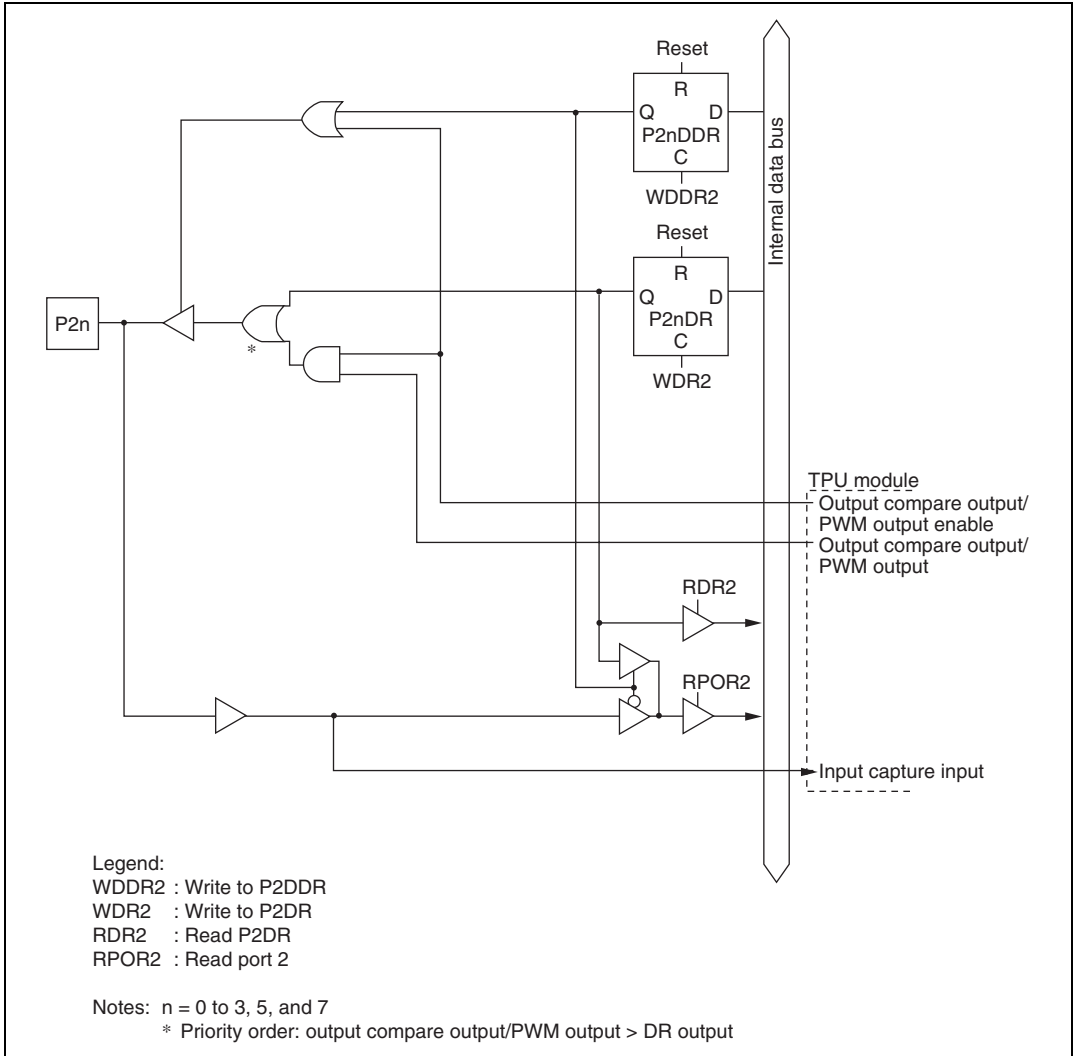 Reset
R
Q D
P2nDDR
C
WDDR2
Reset
R
Q D
P2nDR
C
WDR2
Internal data bus
P2n
*
TPU module
Output compare output/
PWM output enable
Output compare output/
PWM output
RDR2
RPOR2
Input capture input
Legend:
WDDR2 : Write to P2DDR
WDR2 : Write to P2DR
RDR2 : Read P2DR
RPOR2 : Read port 2
Notes: n = 0 to 3, 5, and 7
* Priority order: output compare output/PWM output > DR output